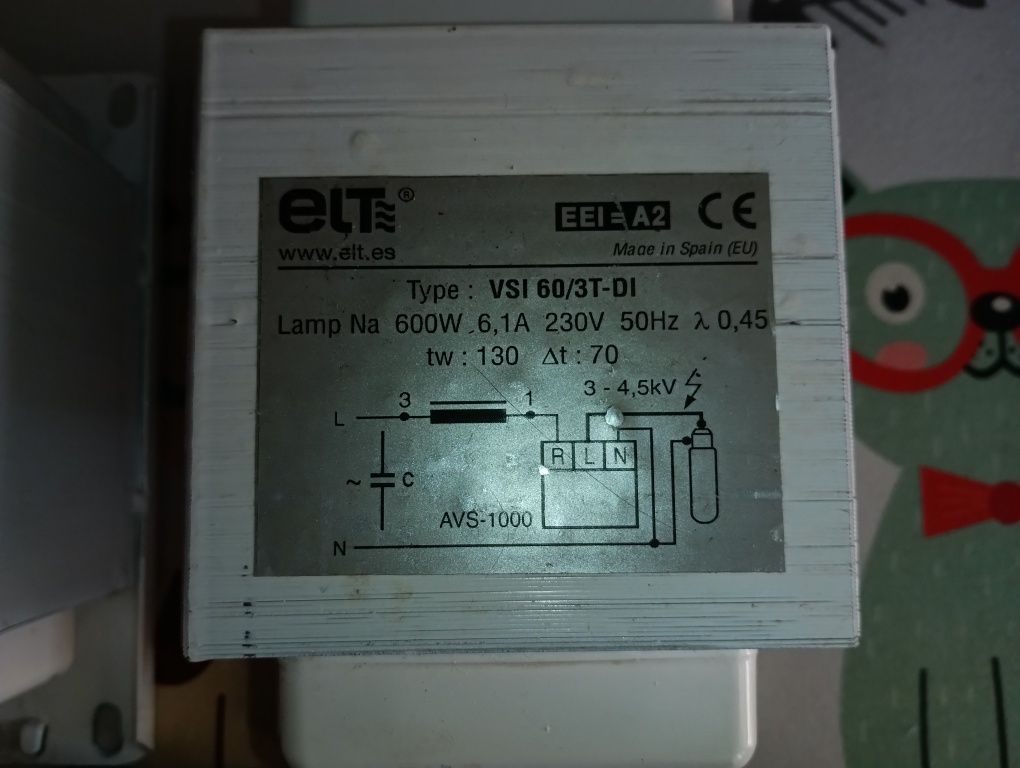 ELT ®
EEI = A2 CE
www.elt.es
Made in Spain (EU)
Type : VSI 60/3T-DI
Lamp Na 600W 6,1A 230V 50Hz λ 0,45
tw : 130 Δt : 70
3 - 4,5kV
3 1
L
R L N
~ C
AVS-1000
N